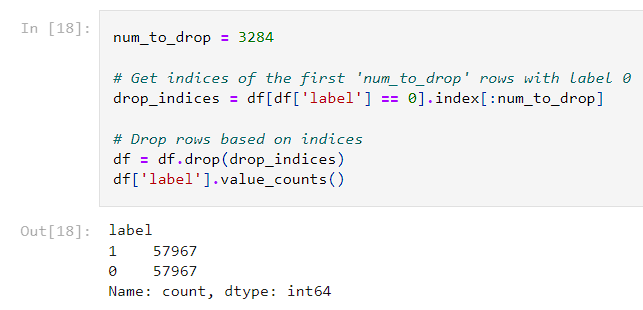 In [18]:
num_to_drop = 3284
# Get indices of the first 'num_to_drop' rows with label 0
drop_indices = df[df['label'] == 0].index[:num_to_drop]
# Drop rows based on indices
df = df.drop(drop_indices)
df['label'].value_counts()
Out[18]:
label
1    57967
0    57967
Name: count, dtype: int64